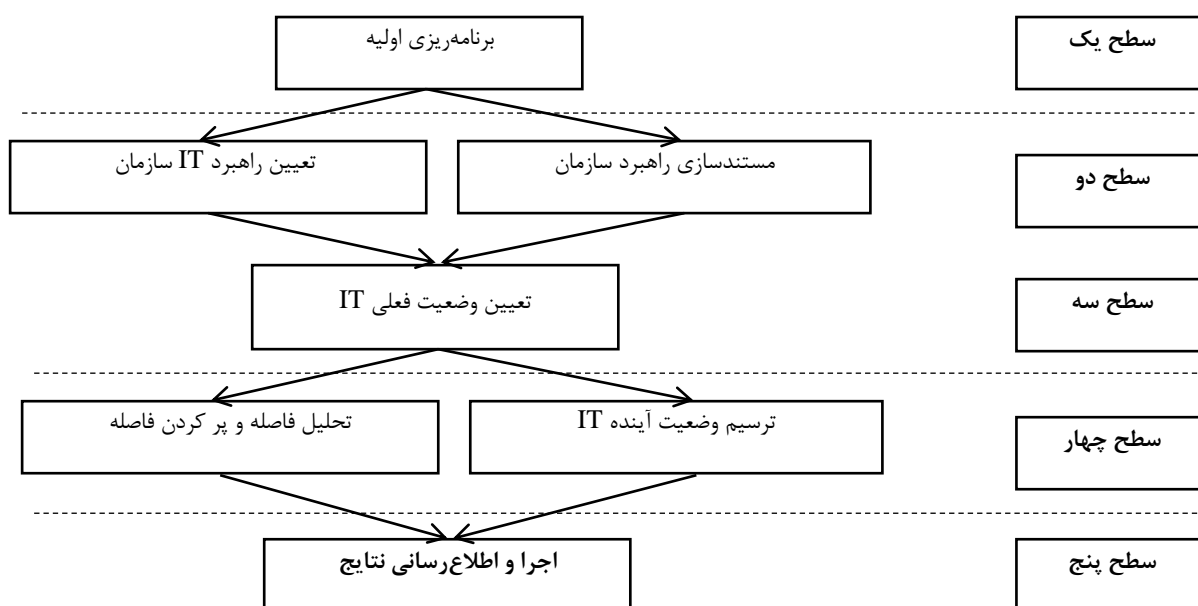 سطح یک
برنامه‌ریزی اولیه
سطح دو
مستندسازی راهبرد سازمان
تعیین راهبرد IT سازمان
سطح سه
تعیین وضعیت فعلی IT
سطح چهار
ترسیم وضعیت آینده IT
تحلیل فاصله و پر کردن فاصله
سطح پنج
اجرا و اطلاع‌رسانی نتایج